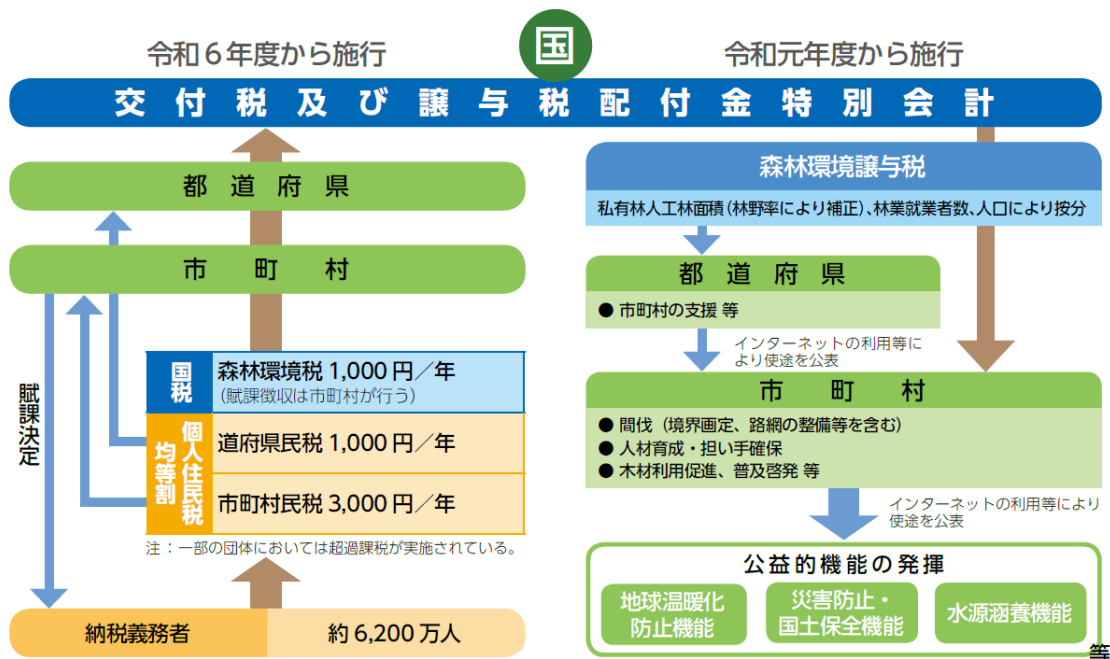 国
令和６年度から施行
令和元年度から施行
交付税及び譲与税配付金特別会計
都道府県
市町村
賦課決定
国税
森林環境税 1,000 円／年
（賦課徴収は市町村が行う）
個人住民税
均等割
道府県民税 1,000 円／年
市町村民税 3,000 円／年
注：一部の団体においては超過課税が実施されている。
納税義務者
約 6,200 万人
森林環境譲与税
私有林人工林面積（林野率により補正）、林業就業者数、人口により按分
都道府県
● 市町村の支援 等
インターネットの利用等に
より使途を公表
市町村
● 間伐（境界画定、路網の整備等を含む）
● 人材育成・担い手確保
● 木材利用促進、普及啓発 等
インターネットの利用等により
使途を公表
公益的機能の発揮
地球温暖化
防止機能
災害防止・
国土保全機能
水源涵養機能
等